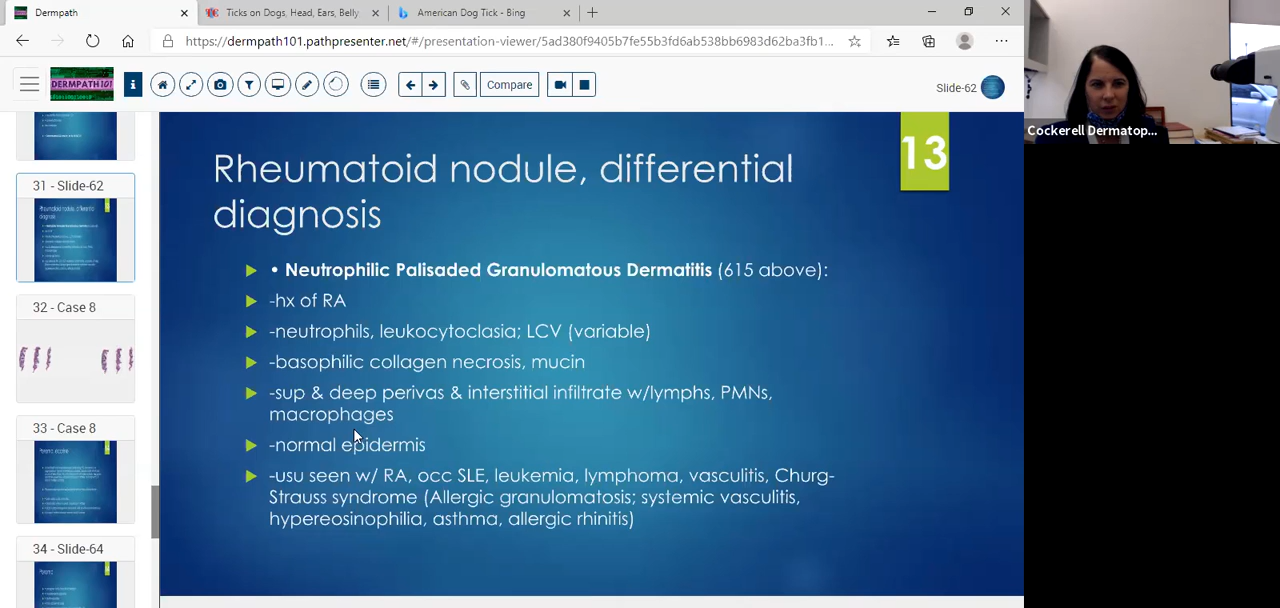 Dermpath
Ticks on Dogs, Head, Ears, Belly
American Dog Tick - Bing
https://dermpath101.pathpresenter.net/#/presentation-viewer/5ad380f9405b7fe55b3fd6ab538bb6983d62ba3fb1...
DERMPATH 101
Compare
Slide-62
31 - Slide-62
32 - Case 8
33 - Case 8
34 - Slide-64
13
Rheumatoid nodule, differential
diagnosis
• Neutrophilic Palisaded Granulomatous Dermatitis (615 above):
-hx of RA
-neutrophils, leukocytoclasia; LCV (variable)
-basophilic collagen necrosis, mucin
-sup & deep perivas & interstitial infiltrate w/lymphs, PMNs,
macrophages
-normal epidermis
-usu seen w/ RA, occ SLE, leukemia, lymphoma, vasculitis, Churg-
Strauss syndrome (Allergic granulomatosis; systemic vasculitis,
hypereosinophilia, asthma, allergic rhinitis)
Cockerell Dermatop...